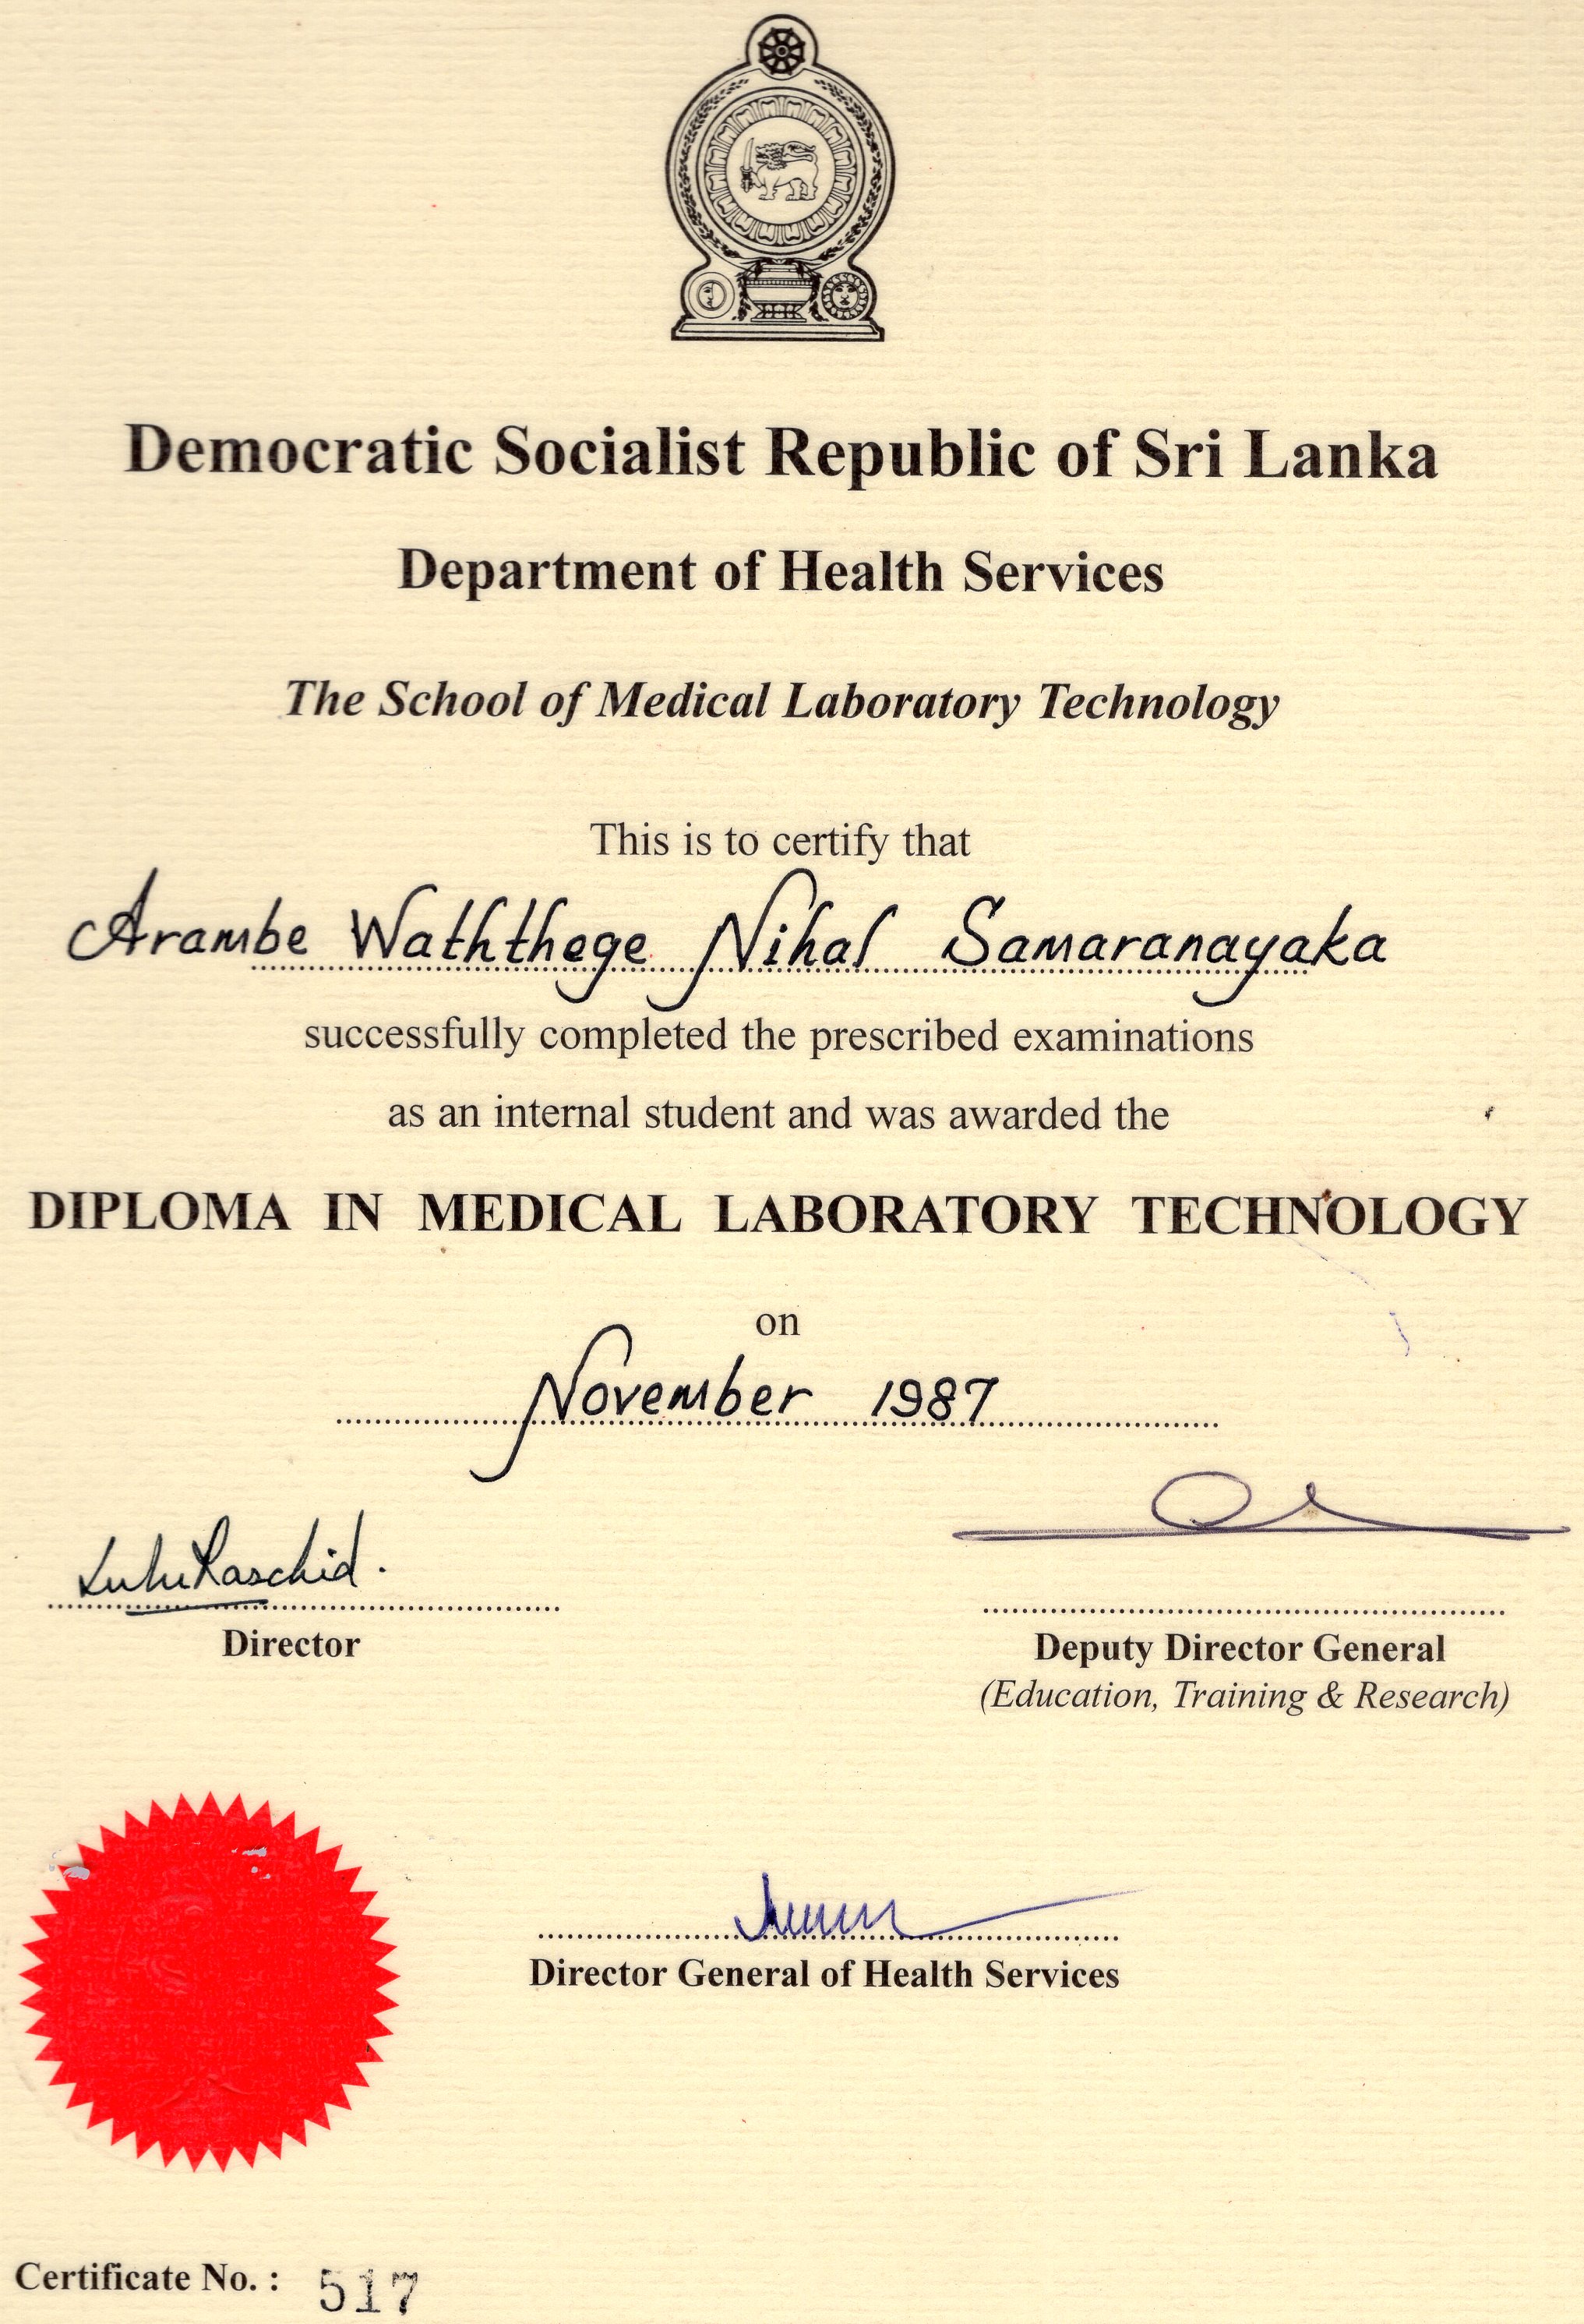 Democratic Socialist Republic of Sri Lanka
Department of Health Services
The School of Medical Laboratory Technology
This is to certify that
Arambe Waththege Nihal Samaranayaka
successfully completed the prescribed examinations
as an internal student and was awarded the
DIPLOMA IN MEDICAL LABORATORY TECHNOLOGY
on
November 1987
Raschid.
Director
Deputy Director General
(Education, Training & Research)
Director General of Health Services
Certificate No. : 517